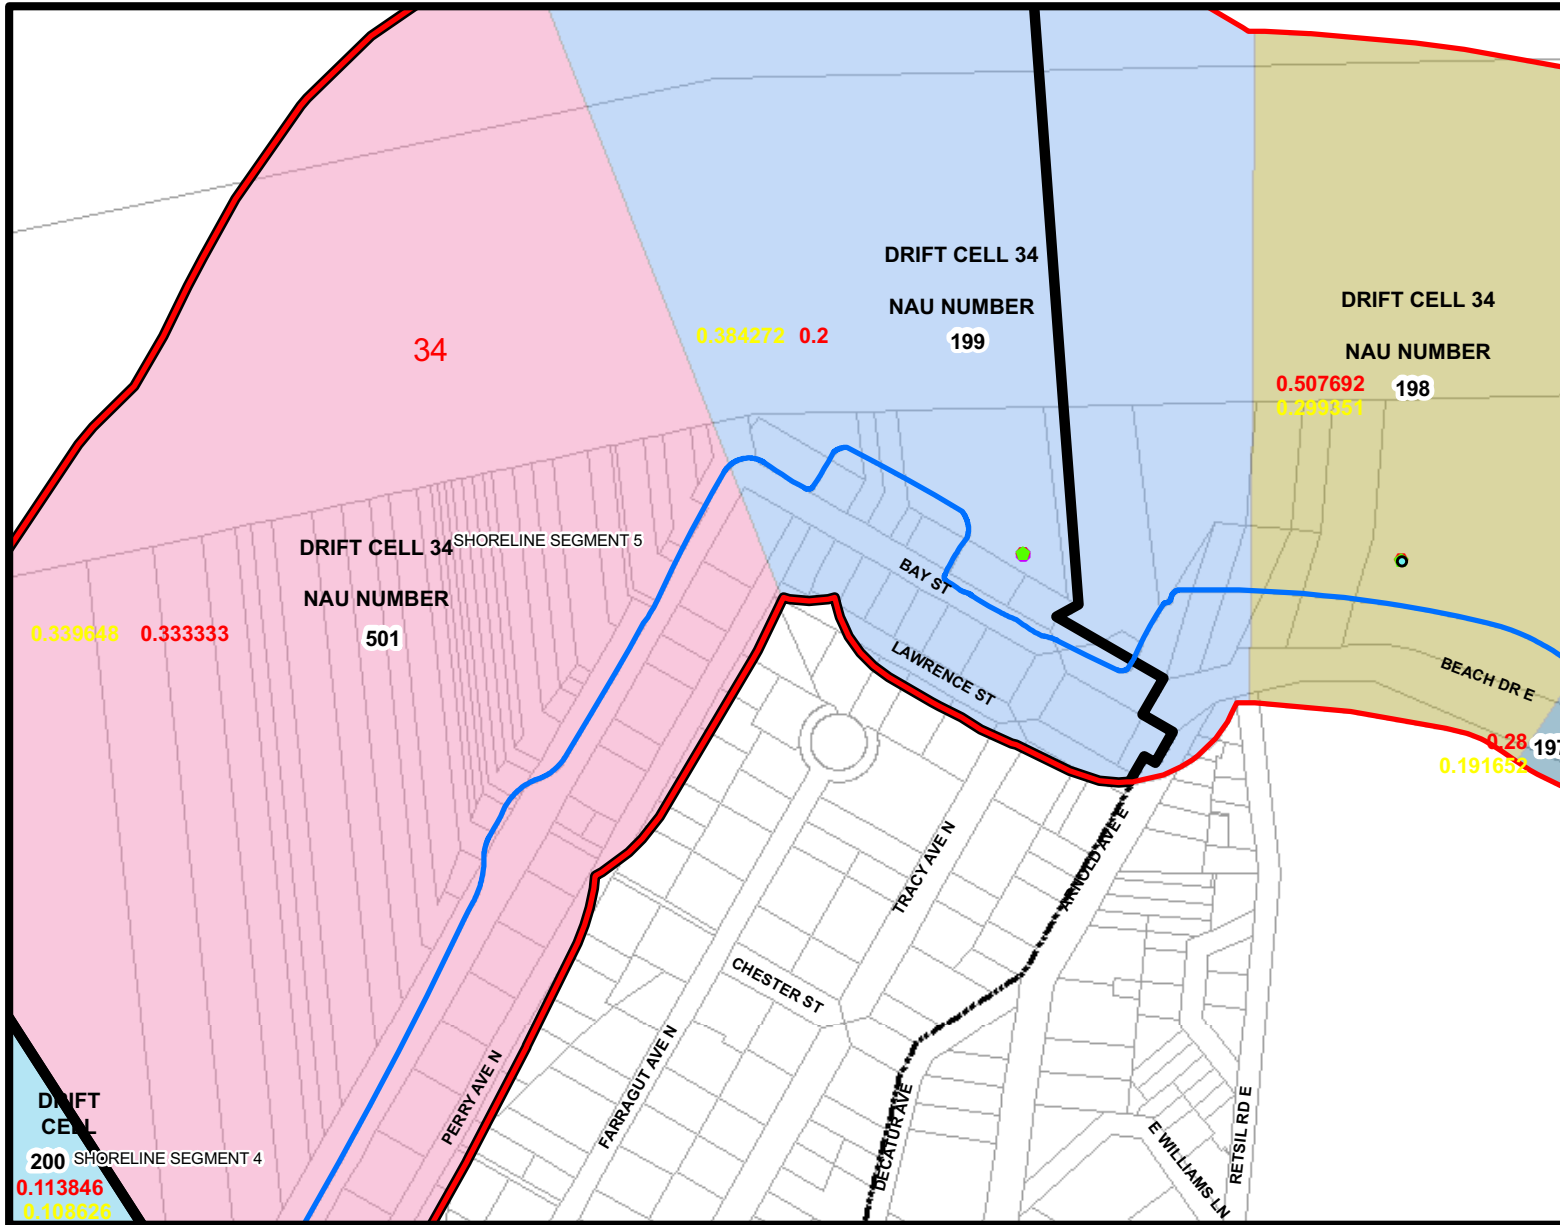 DRIFT CELL 34
NAU NUMBER
199
0.384272 0.2
DRIFT CELL 34
NAU NUMBER
198
0.507692
0.299351
34
DRIFT CELL 34
SHORELINE SEGMENT 5
NAU NUMBER
501
0.339648 0.333333
BAY ST
LAWRENCE ST
BEACH DR E
0.28
197
0.191652
TRACY AVE N
ARNOLD AVE E
CHESTER ST
PERRY AVE N
FARRAGUT AVE N
DECATUR AVE
E WILLIAMS LN
RETSIL RD E
DRIFT
CELL
200
SHORELINE SEGMENT 4
0.113846
0.108626